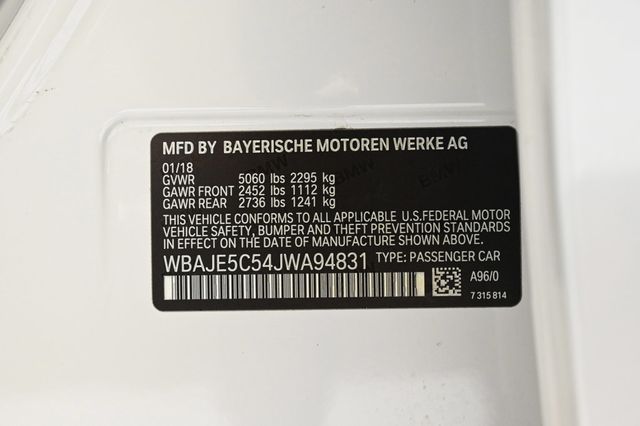 MFD BY BAYERISCHE MOTOREN WERKE AG
01/18
GVWR 5060 lbs 2295 kg
GAWR FRONT 2452 lbs 1112 kg
GAWR REAR 2736 lbs 1241 kg
THIS VEHICLE CONFORMS TO ALL APPLICABLE U.S.FEDERAL MOTOR
VEHICLE SAFETY, BUMPER AND THEFT PREVENTION STANDARDS
IN EFFECT ON DATE OF MANUFACTURE SHOWN ABOVE.
WBAJE5C54JWA94831 TYPE: PASSENGER CAR
A96/0
7 315 814